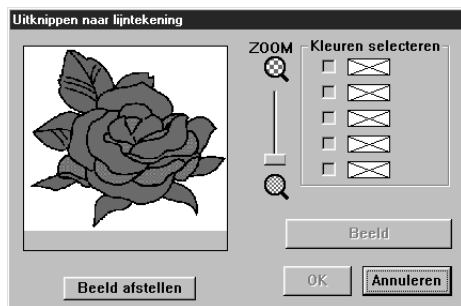 Uitknippen naar lijntekening
ZOOM
Kleuren selecteren
Beeld
Beeld afstellen
OK
Annuleren